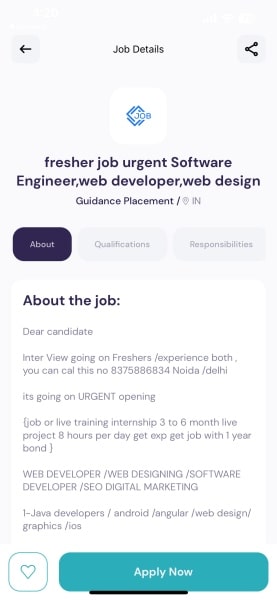 4:20
Job Details
JOB
fresher job urgent Software
Engineer,web developer,web design
Guidance Placement / IN
About
Qualifications
Responsibilities
About the job:
Dear candidate
Inter View going on Freshers /experience both ,
you can cal this no 8375886834 Noida /delhi
its going on URGENT opening
{job or live training internship 3 to 6 month live
project 8 hours per day get exp get job with 1 year
bond }
WEB DEVELOPER /WEB DESIGNING /SOFTWARE
DEVELOPER /SEO DIGITAL MARKETING
1-Java developers / android /angular /web design/
graphics /ios
Apply Now